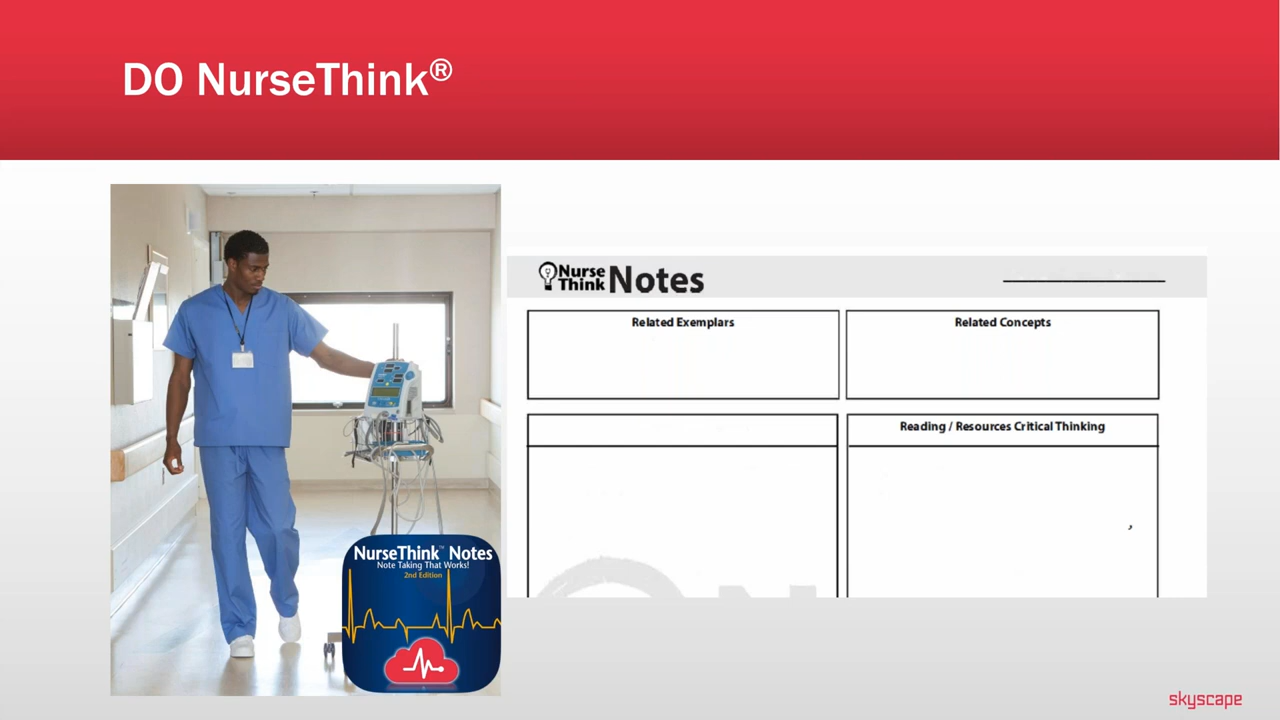 DO NurseThink®
Nurse
Think Notes
Related Exemplars
Related Concepts
Reading / Resources Critical Thinking
NurseThink™ Notes
Note Taking That Works!
2nd Edition
skyscape